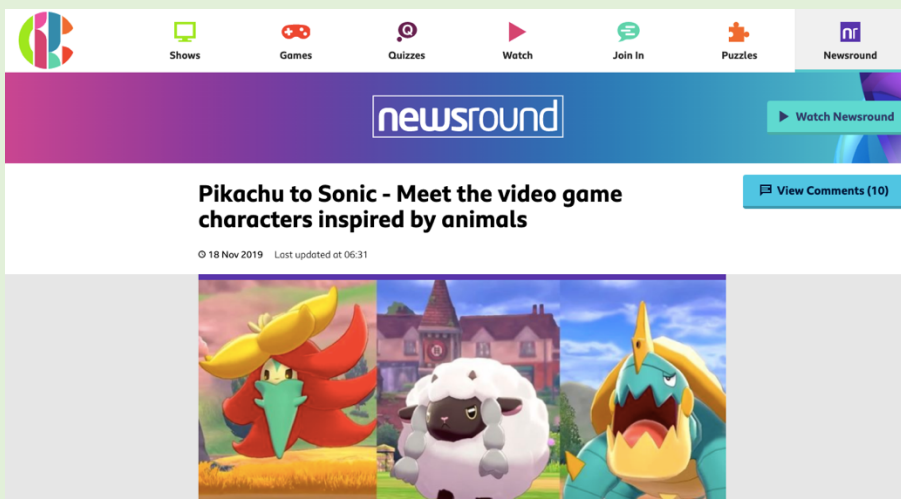 CBBC
Shows
Games
Q
Quizzes
Watch
Join In
Puzzles
nr
Newsround
newsround
Watch Newsround
Pikachu to Sonic - Meet the video game
characters inspired by animals
View Comments (10)
18 Nov 2019 Last updated at 06:31